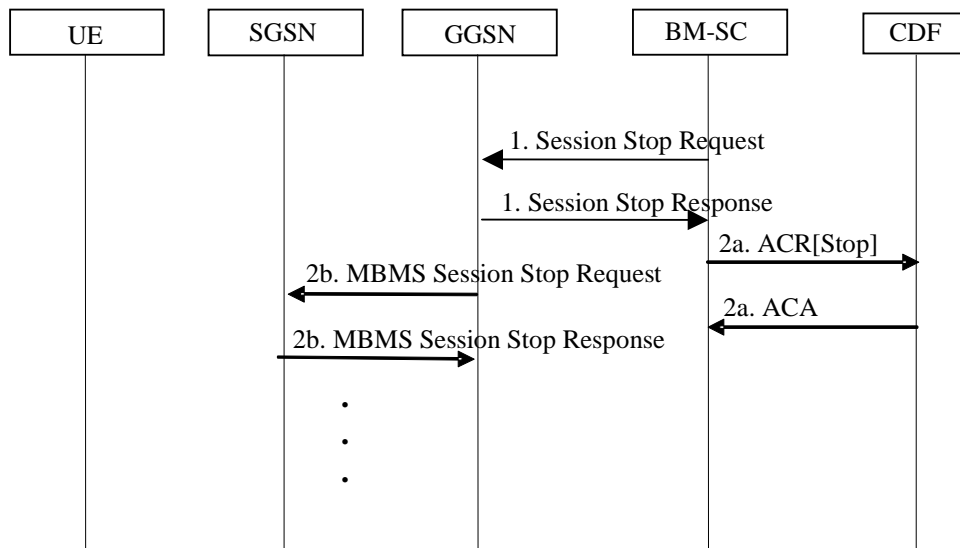 UE
SGSN
GGSN
BM-SC
CDF
1. Session Stop Request
1. Session Stop Response
2a. ACR[Stop]
2b. MBMS Session Stop Request
2a. ACA
2b. MBMS Session Stop Response